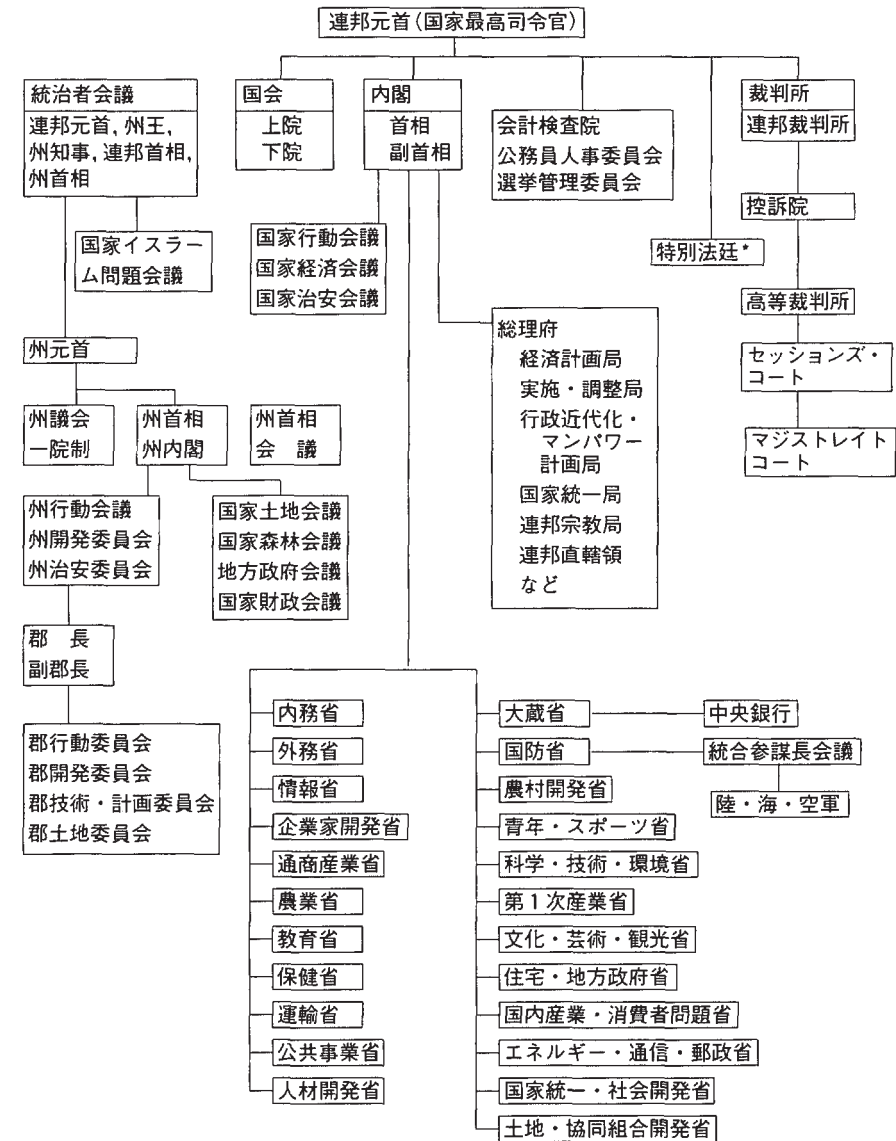 連邦元首(国家最高司令官)
統治者会議
連邦元首, 州王,
州知事, 連邦首相,
州首相
国家イスラー
ム問題会議
国会
上院
下院
内閣
首相
副首相
国家行動会議
国家経済会議
国家治安会議
会計検査院
公務員人事委員会
選挙管理委員会
特別法廷*
裁判所
連邦裁判所
控訴院
高等裁判所
セッションズ・
コート
マジストレイト
コート
総理府
経済計画局
実施・調整局
行政近代化・
マンパワー
計画局
国家統一局
連邦宗教局
連邦直轄領
など
州元首
州議会
一院制
州首相
州内閣
州首相
会 議
州行動会議
州開発委員会
州治安委員会
国家土地会議
国家森林会議
地方政府会議
国家財政会議
郡 長
副郡長
郡行動委員会
郡開発委員会
郡技術・計画委員会
郡土地委員会
内務省
外務省
情報省
企業家開発省
通商産業省
農業省
教育省
保健省
運輸省
公共事業省
人材開発省
大蔵省
中央銀行
国防省
統合参謀長会議
陸・海・空軍
農村開発省
青年・スポーツ省
科学・技術・環境省
第1次産業省
文化・芸術・観光省
住宅・地方政府省
国内産業・消費者問題省
エネルギー・通信・郵政省
国家統一・社会開発省
土地・協同組合開発省